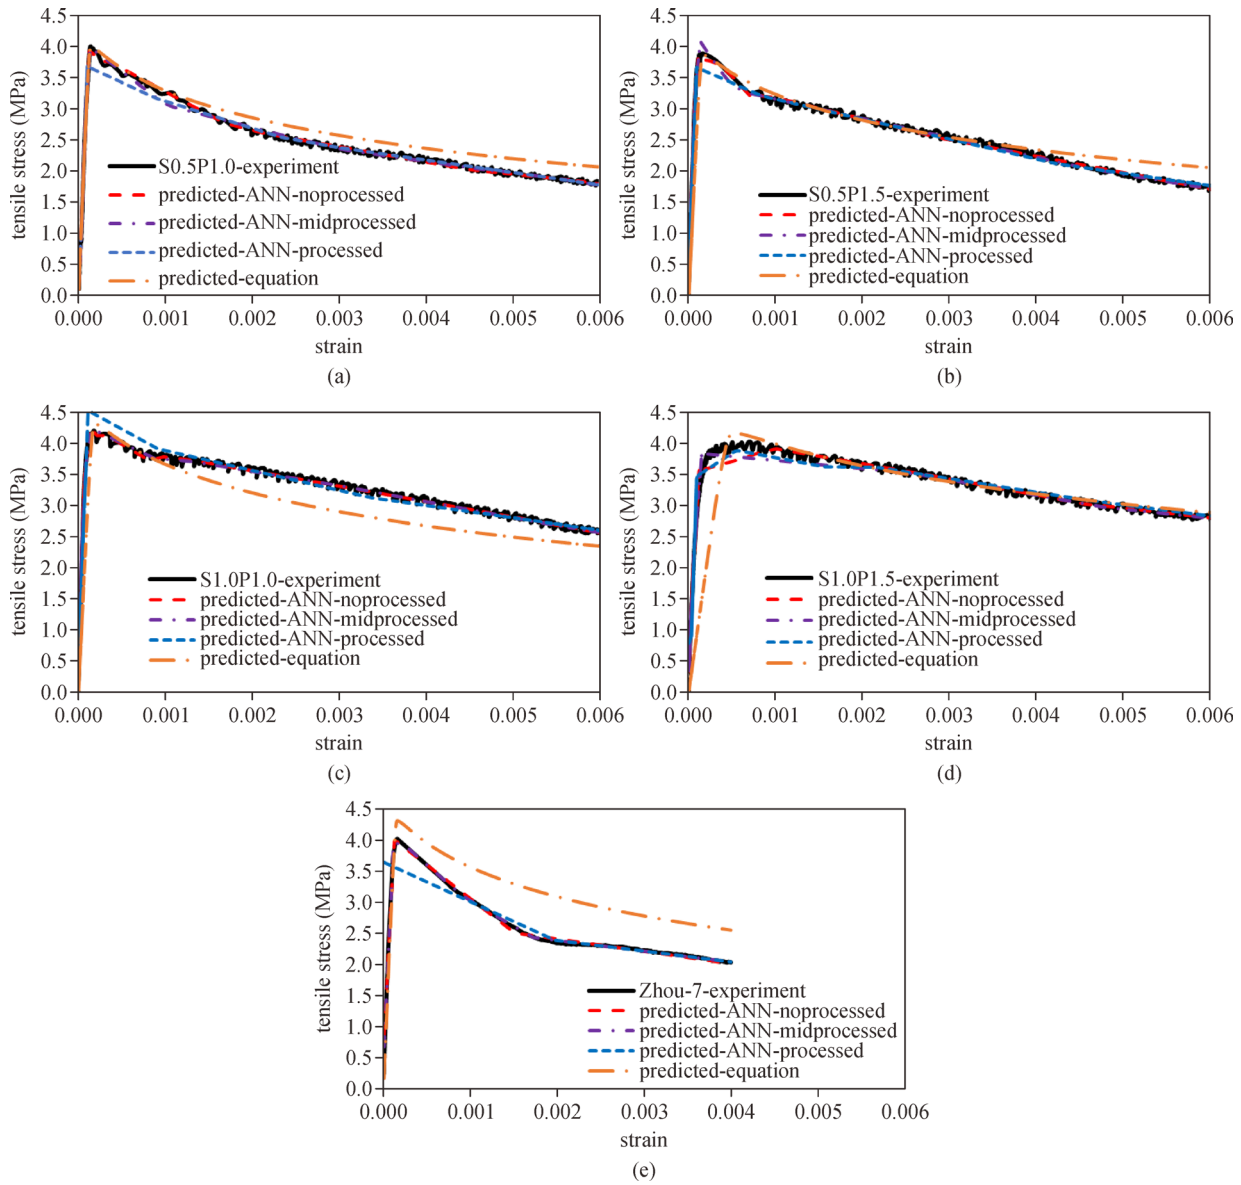 4.5
4.0
3.5
3.0
2.5
2.0
1.5
1.0
0.5
0.0
tensile stress (MPa)
S0.5P1.0-experiment
predicted-ANN-noprocessed
predicted-ANN-midprocessed
predicted-ANN-processed
predicted-equation
0.000 0.001 0.002 0.003 0.004 0.005 0.006
strain
(a)
4.5
4.0
3.5
3.0
2.5
2.0
1.5
1.0
0.5
0.0
tensile stress (MPa)
S0.5P1.5-experiment
predicted-ANN-noprocessed
predicted-ANN-midprocessed
predicted-ANN-processed
predicted-equation
0.000 0.001 0.002 0.003 0.004 0.005 0.006
strain
(b)
4.5
4.0
3.5
3.0
2.5
2.0
1.5
1.0
0.5
0.0
tensile stress (MPa)
S1.0P1.0-experiment
predicted-ANN-noprocessed
predicted-ANN-midprocessed
predicted-ANN-processed
predicted-equation
0.000 0.001 0.002 0.003 0.004 0.005 0.006
strain
(c)
4.5
4.0
3.5
3.0
2.5
2.0
1.5
1.0
0.5
0.0
tensile stress (MPa)
S1.0P1.5-experiment
predicted-ANN-noprocessed
predicted-ANN-midprocessed
predicted-ANN-processed
predicted-equation
0.000 0.001 0.002 0.003 0.004 0.005 0.006
strain
(d)
4.5
4.0
3.5
3.0
2.5
2.0
1.5
1.0
0.5
0.0
tensile stress (MPa)
Zhou-7-experiment
predicted-ANN-noprocessed
predicted-ANN-midprocessed
predicted-ANN-processed
predicted-equation
0.000 0.001 0.002 0.003 0.004 0.005 0.006
strain
(e)